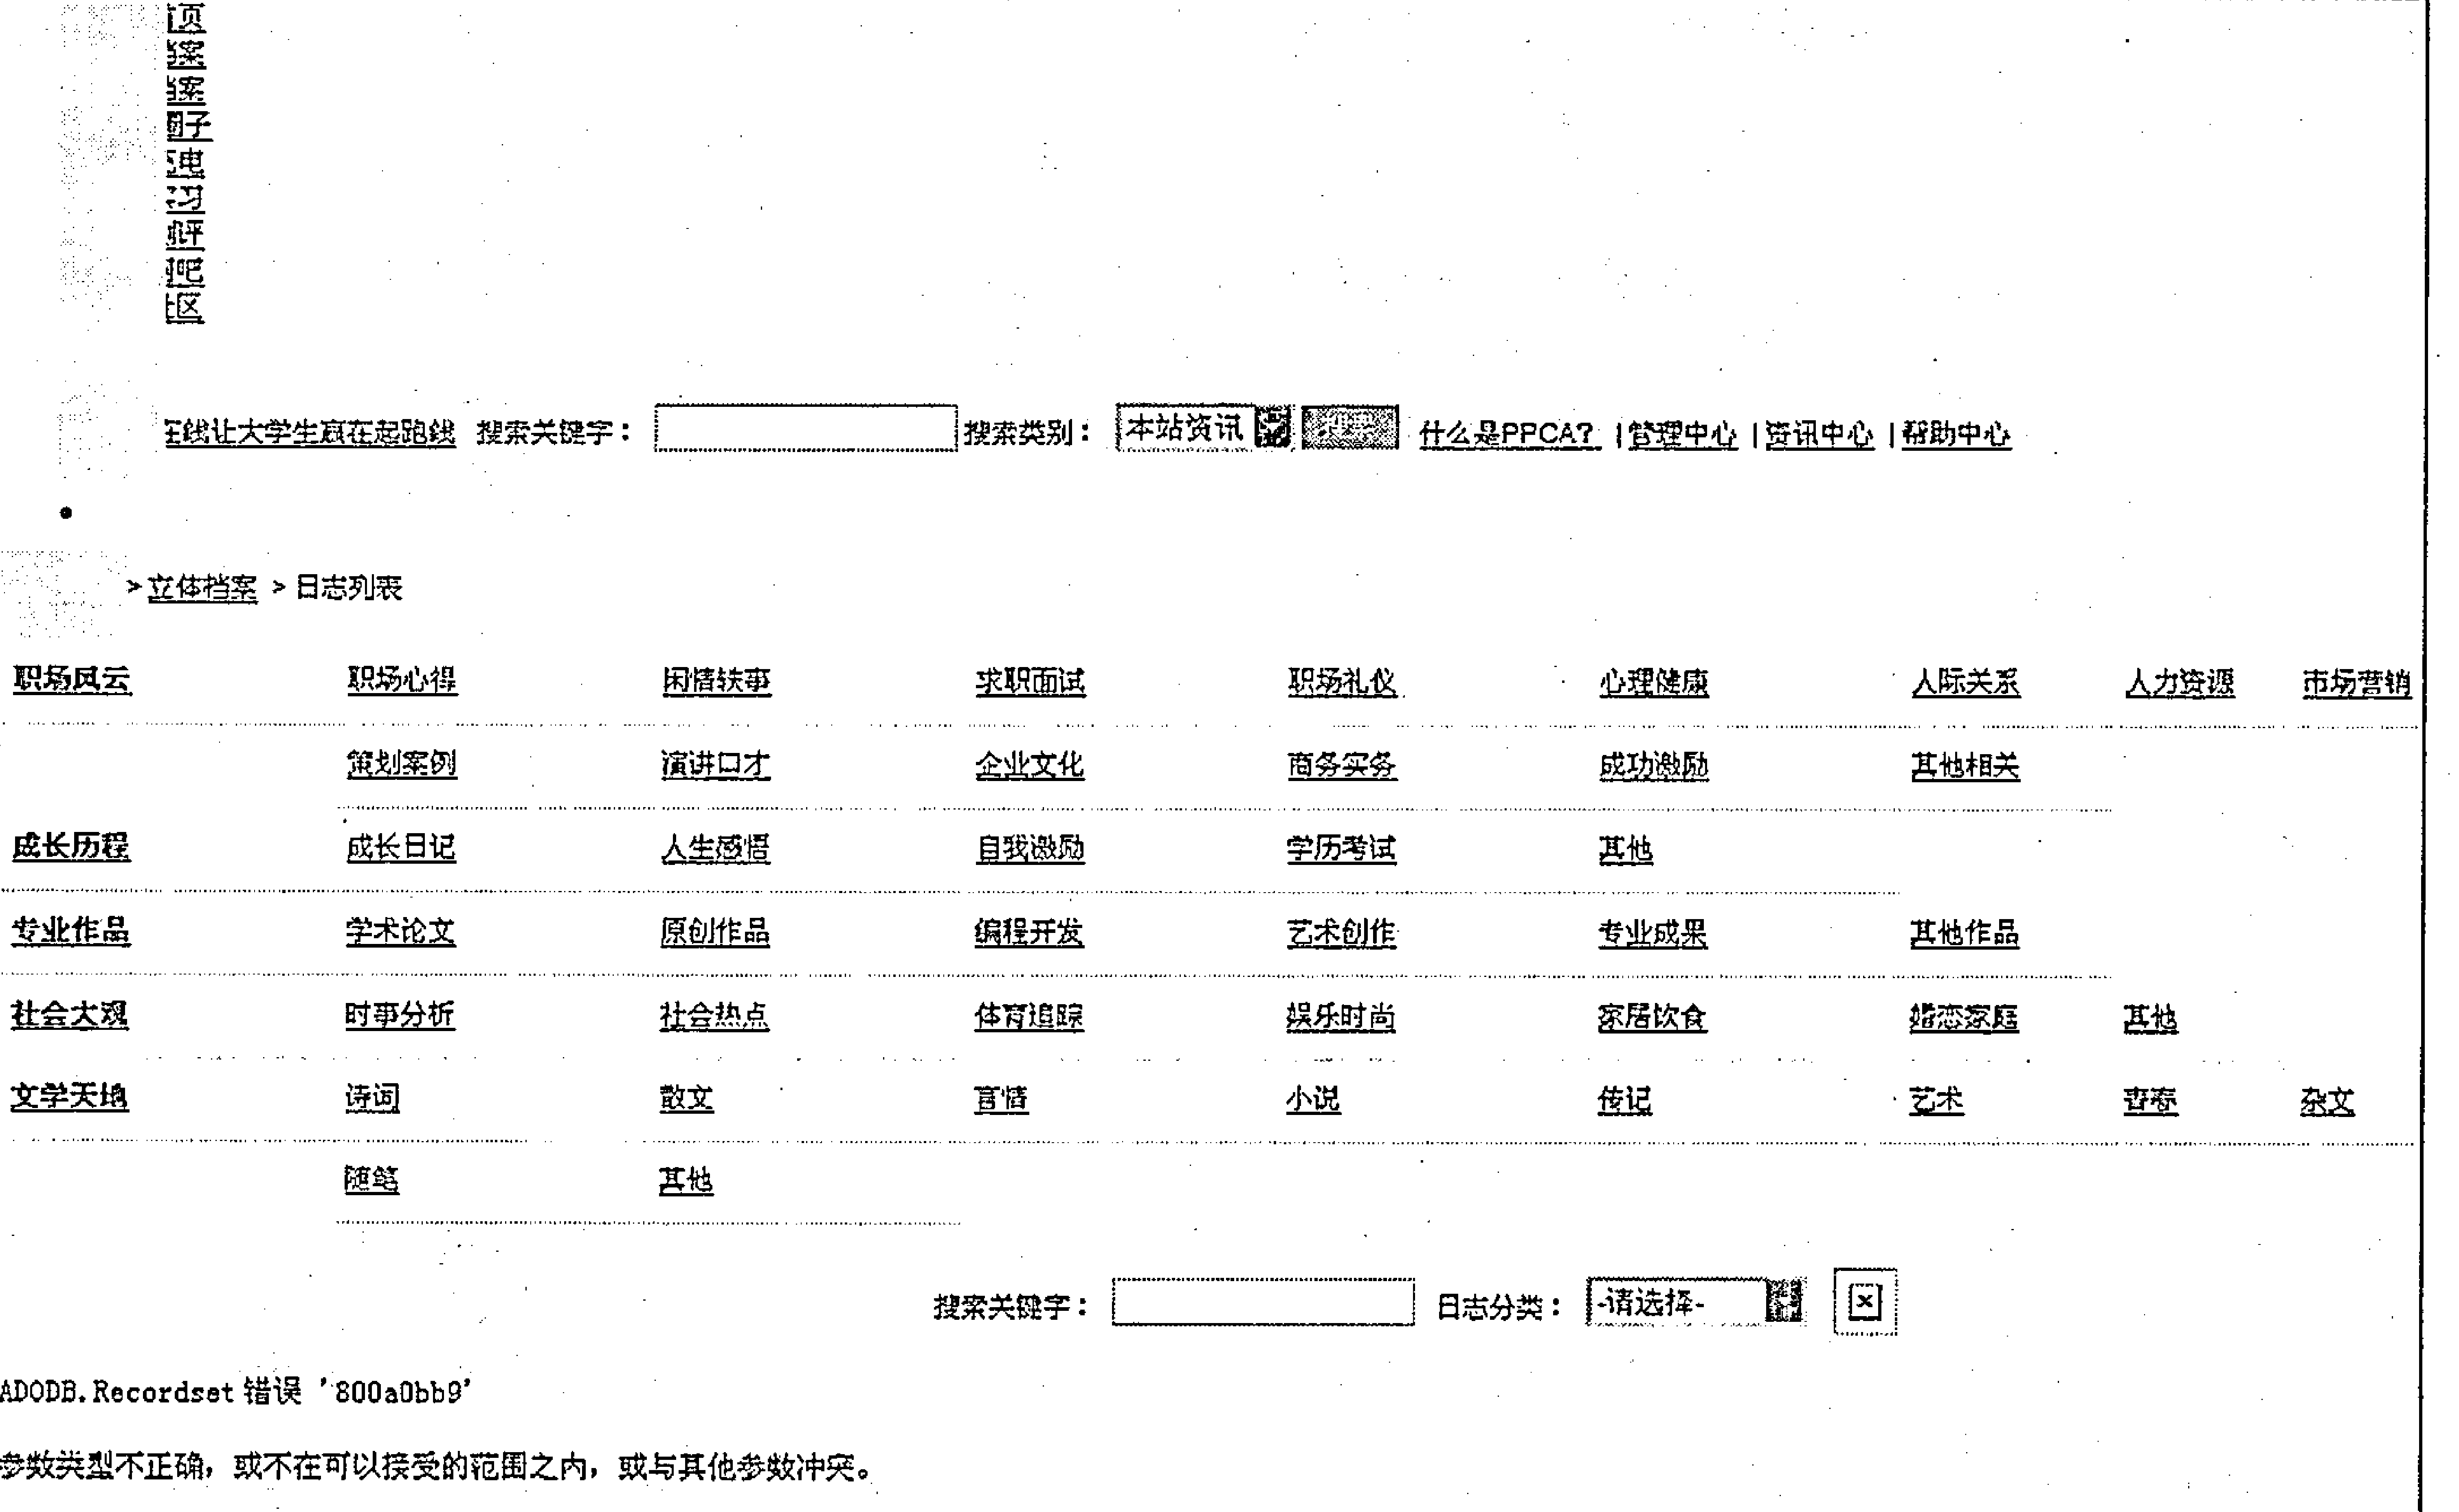 页
案
案
子
电
习
评
吧
区
在线让大学生赢在起跑线 搜索关键字： 搜索类别： 本站资讯 什么是PPCA？ |管理中心 |资讯中心 |帮助中心
>立体档案 >日志列表
职场风云 职场心得 闲情轶事 求职面试 职场礼仪 心理健康 人际关系 人力资源 市场营销
策划案例 演讲口才 企业文化 商务实务 成功激励 其他相关
成长历程 成长日记 人生感悟 自我激励 学历考试 其他
专业作品 学术论文 原创作品 编程开发 艺术创作 专业成果 其他作品
社会大观 时事分析 社会热点 体育追踪 娱乐时尚 家居饮食 婚恋家庭 其他
文学天地 诗词 散文 言情 小说 传记 艺术 青春 杂文
随笔 其他
搜索关键字： 日志分类： -请选择-
ADODB.Recordset 错误 '800a0bb9'
参数类型不正确，或不在可以接受的范围之内，或与其他参数冲突。